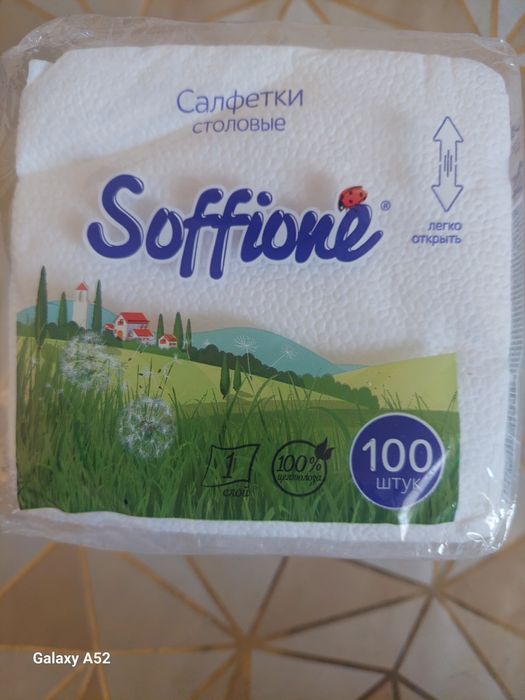 Салфетки
столовые
Soffione®
легко
открыть
1
слой
100%
целлюлоза
100
штук
Galaxy A52